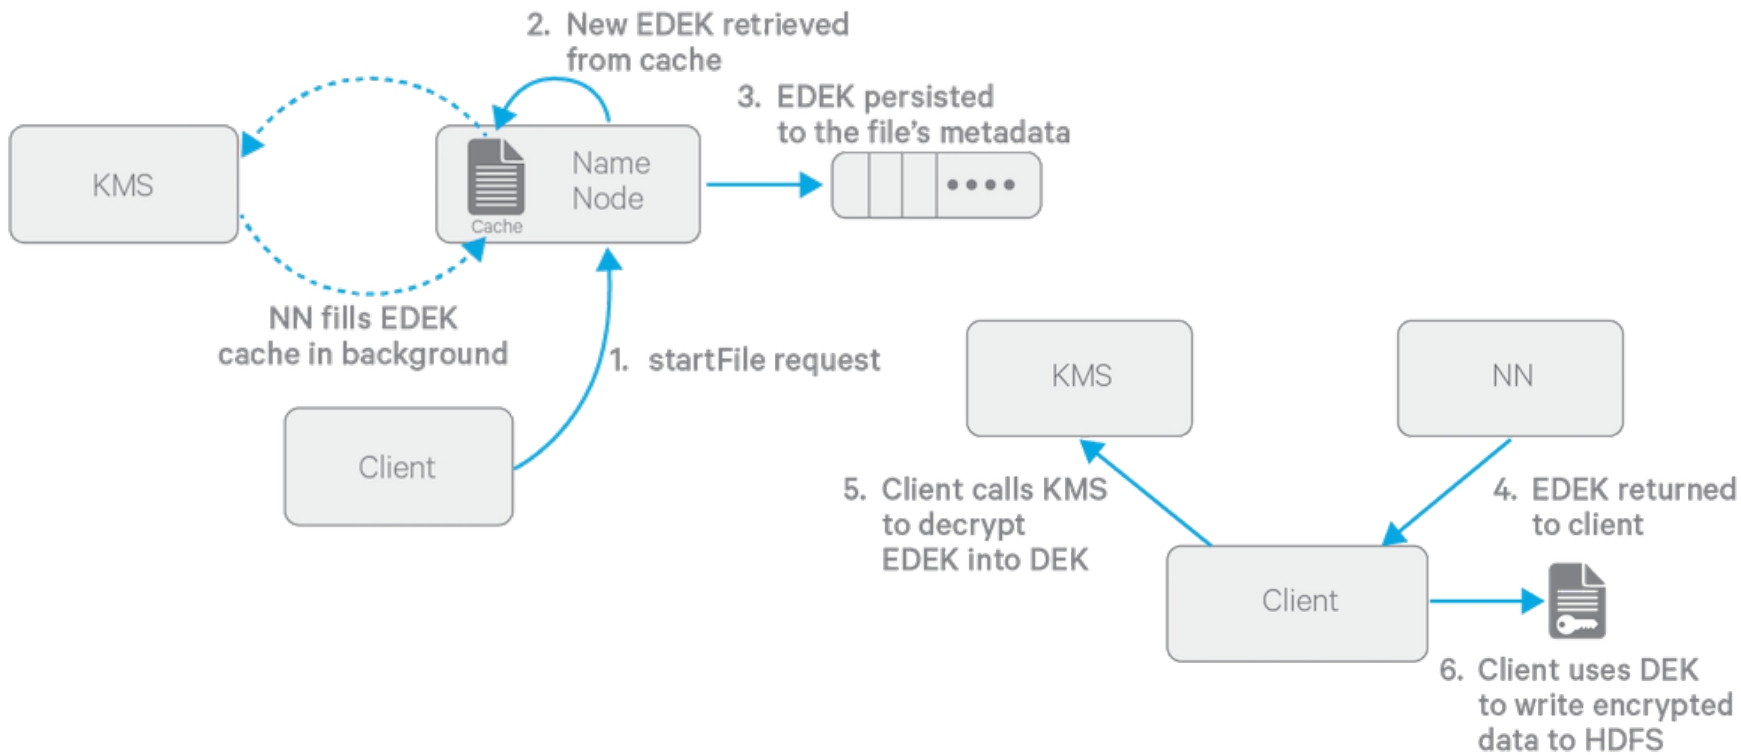 2. New EDEK retrieved
from cache
3. EDEK persisted
to the file's metadata
KMS
Name
Node
Cache
NN fills EDEK
cache in background
1. startFile request
Client
KMS
NN
5. Client calls KMS
to decrypt
EDEK into DEK
4. EDEK returned
to client
Client
6. Client uses DEK
to write encrypted
data to HDFS